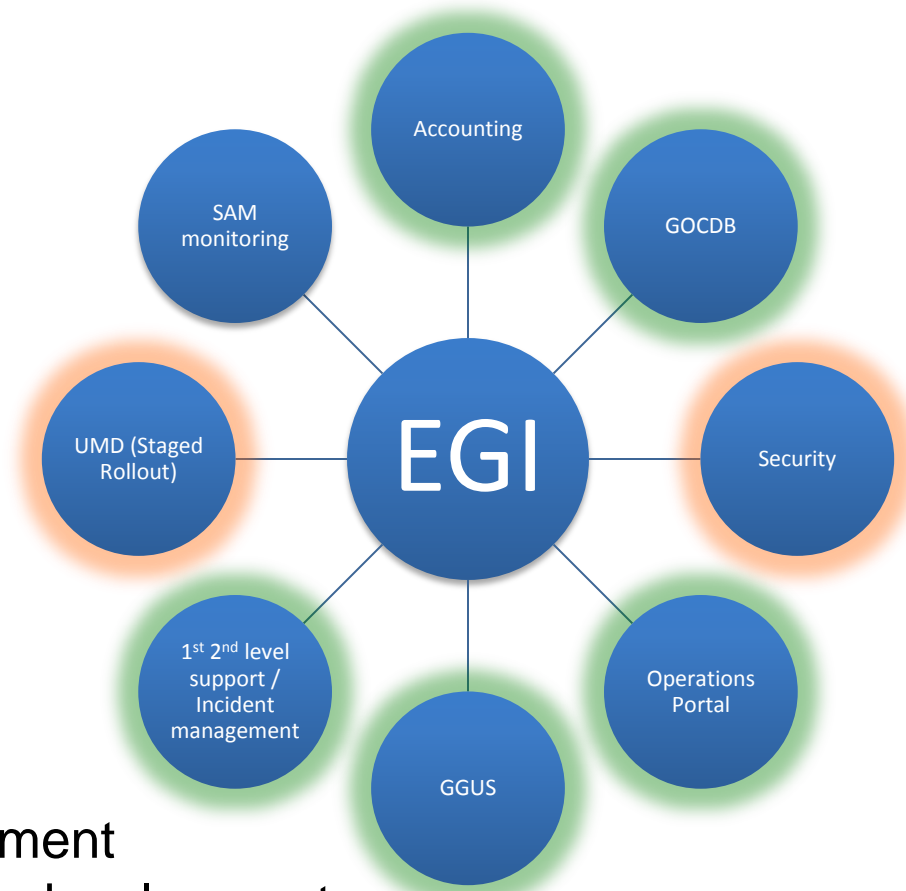 Accounting
SAM
monitoring
GOCDB
EGI
UMD (Staged
Rollout)
Security
1st 2nd level
support /
Incident
management
Operations
Portal
GGUS
ment